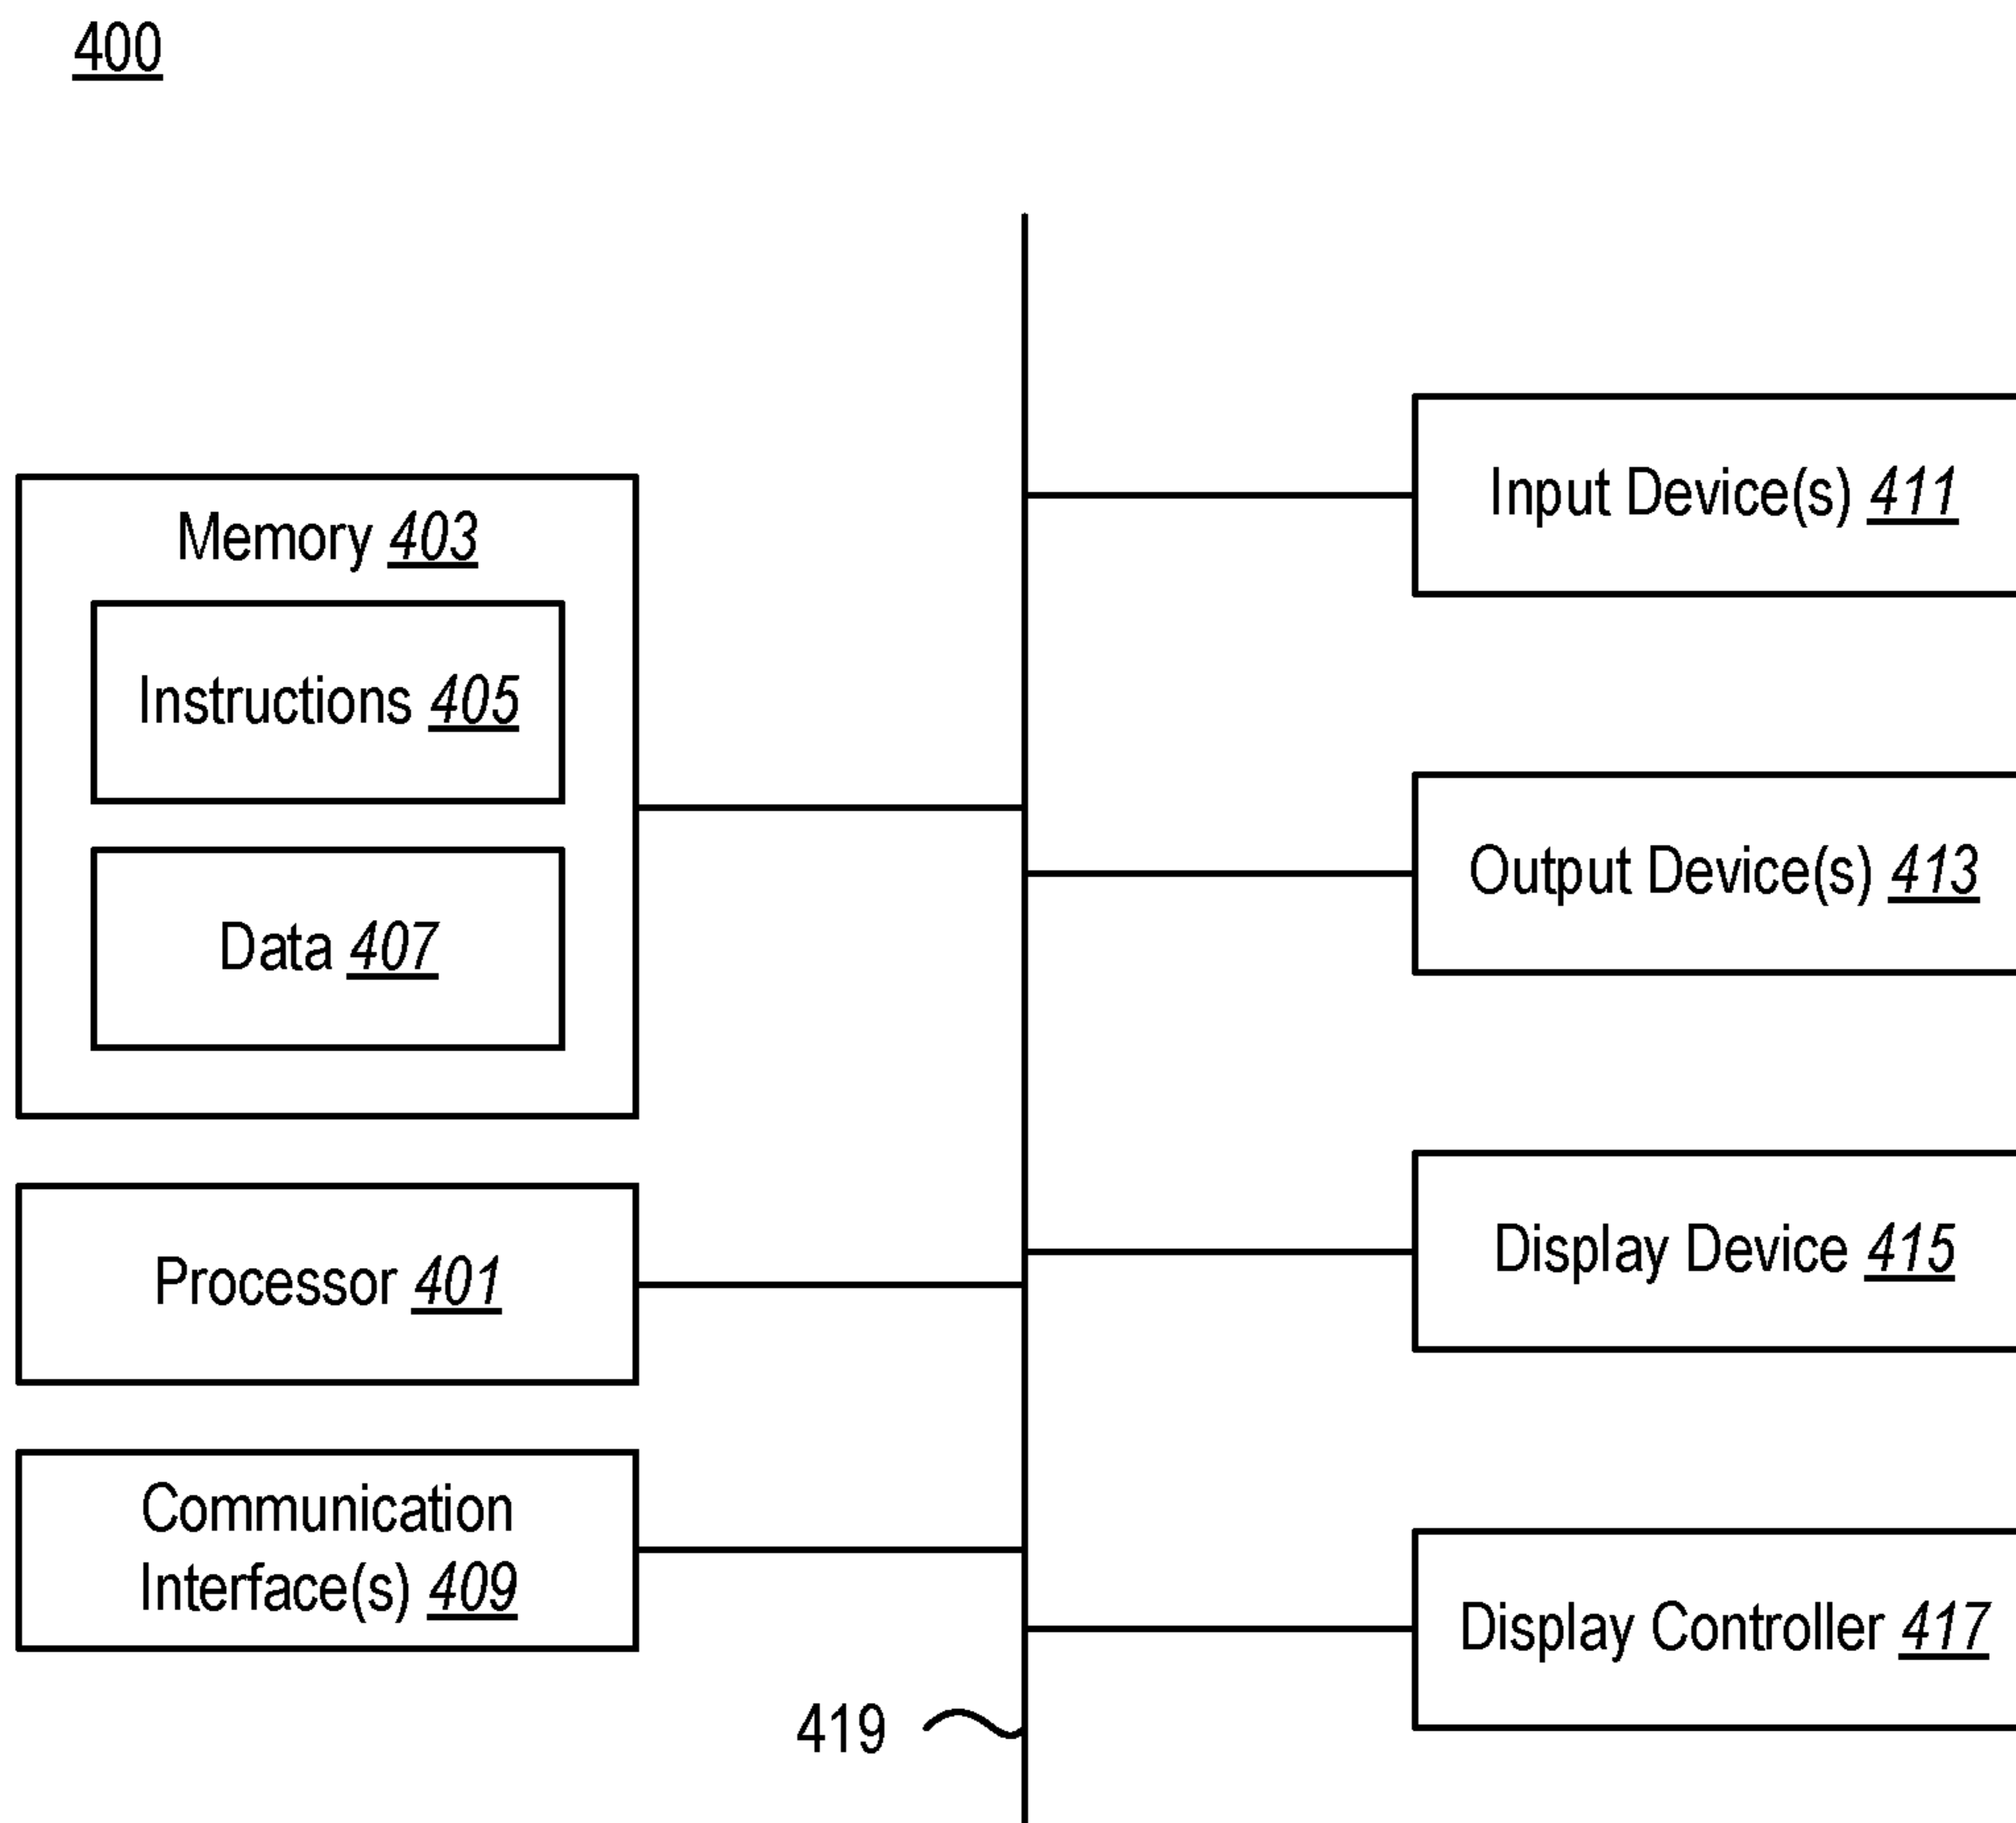 400
Memory 403
Instructions 405
Data 407
Processor 401
Communication
Interface(s) 409
Input Device(s) 411
Output Device(s) 413
Display Device 415
Display Controller 417
419